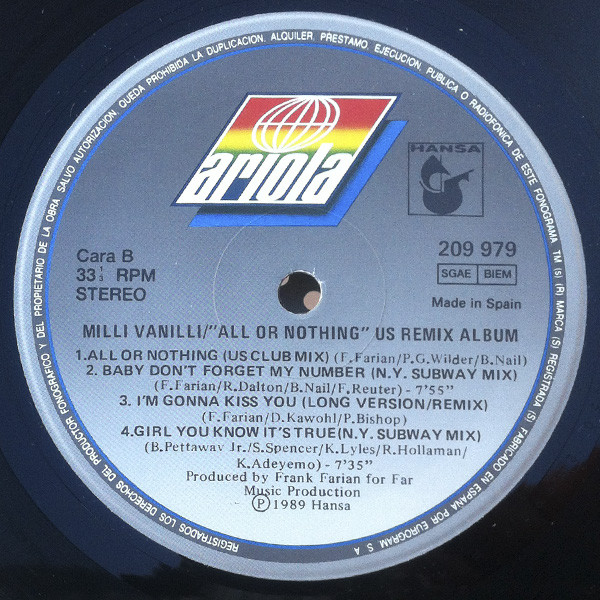 SALVO AUTORIZACION, QUEDA PROHIBIDA LA DUPLICACION, ALQUILER, PRESTAMO, EJECUCION, PUBLICA O RADIOFONICA DE ESTE FONOGRAMA TM (S) (R) MARCA (S) REGISTRADA (S) FABRICADO EN ESPAÑA POR EUROGRAM, S. A
REGISTRADOS LOS DERECHOS DEL PRODUCTOR FONOGRAFICO Y DEL PROPIETARIO DE LA OBRA
ariola
HANSA
Cara B
33⅓ RPM
STEREO
209 979
SGAE BIEM
Made in Spain
MILLI VANILLI/"ALL OR NOTHING" US REMIX ALBUM
1.ALL OR NOTHING (US CLUB MIX) (F.Farian/P.G.Wilder/B.Nail)
2. BABY DON'T FORGET MY NUMBER (N.Y. SUBWAY MIX)
(F.Farian/R.Dalton/B.Nail/F.Reuter) - 7'55"
3. I'M GONNA KISS YOU (LONG VERSION/REMIX)
(F.Farian/D.Kawohl/P.Bishop)
4.GIRL YOU KNOW IT'S TRUE(N.Y. SUBWAY MIX)
(B.Pettaway Jr./S.Spencer/K.Lyles/R.Hollaman/
K.Adeyemo) - 7'35"
Produced by Frank Farian for Far
Music Production
Ⓟ 1989 Hansa